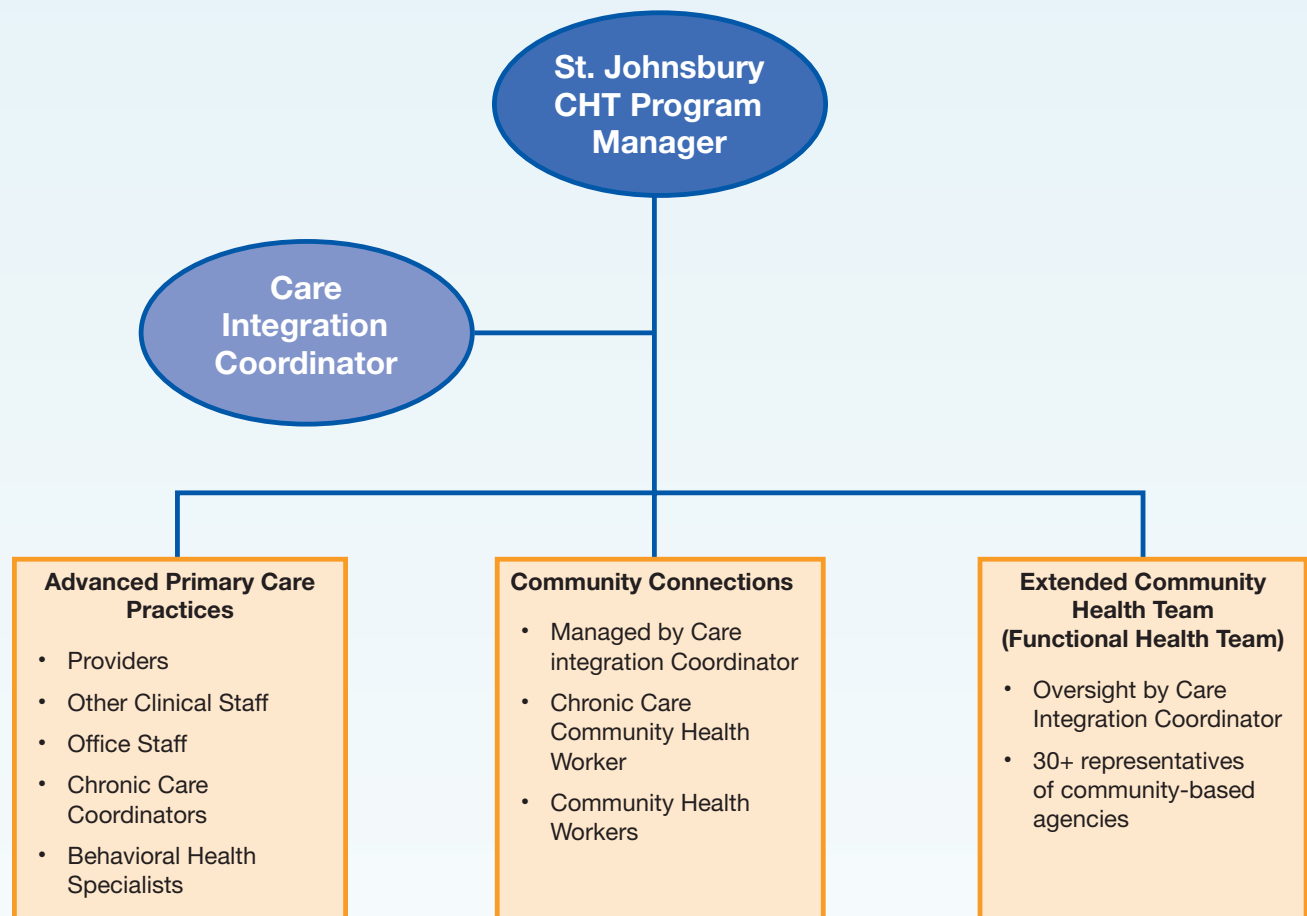 St. Johnsbury
CHT Program
Manager
Care
Integration
Coordinator
Advanced Primary Care
Practices
• Providers
• Other Clinical Staff
• Office Staff
• Chronic Care
Coordinators
• Behavioral Health
Specialists
Community Connections
• Managed by Care
integration Coordinator
• Chronic Care
Community Health
Worker
• Community Health
Workers
Extended Community
Health Team
(Functional Health Team)
• Oversight by Care
Integration Coordinator
• 30+ representatives
of community-based
agencies